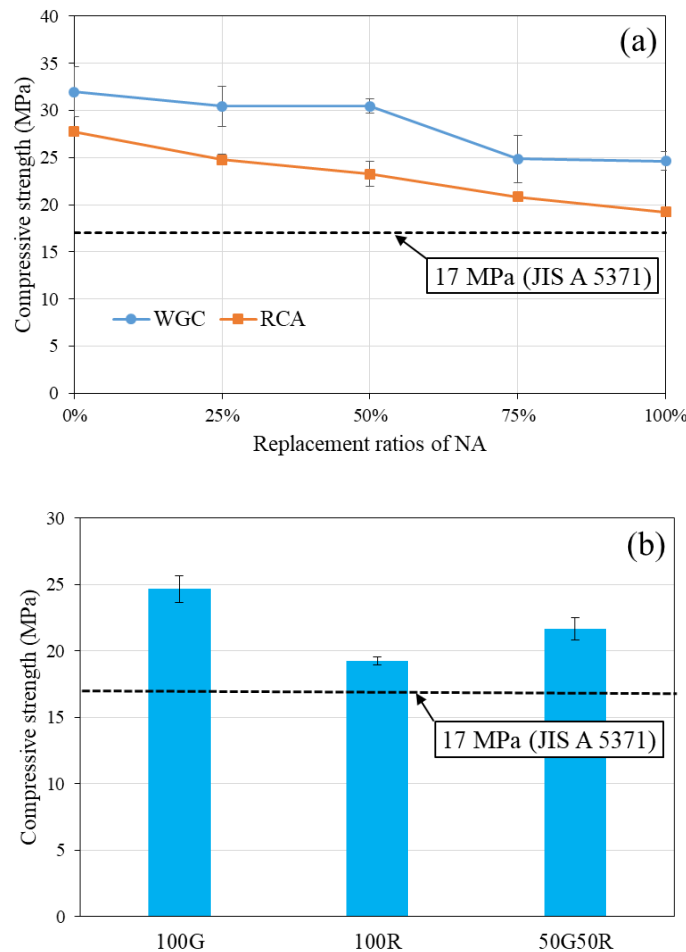 (a)
Compressive strength (MPa)
40
35
30
25
20
15
10
5
0
17 MPa (JIS A 5371)
WGC
RCA
0%
25%
50%
75%
100%
Replacement ratios of NA
(b)
Compressive strength (MPa)
30
25
20
15
10
5
0
17 MPa (JIS A 5371)
100G
100R
50G50R